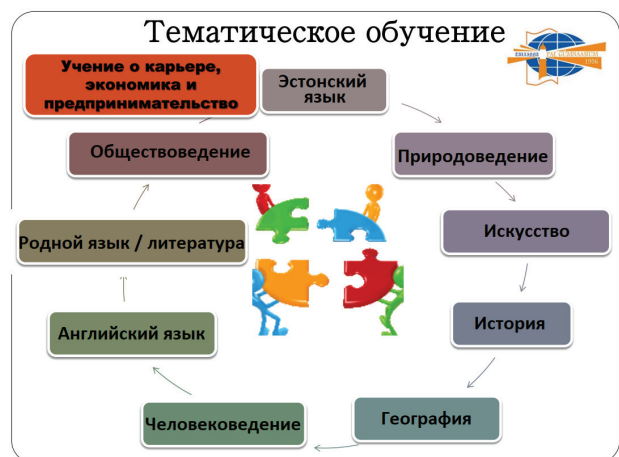 Тематическое обучение
1996
Учение о карьере,
экономика и
предпринимательство
Эстонский
язык
Обществоведение
Природоведение
Родной язык / литература
Искусство
Английский язык
История
Человековедение
География